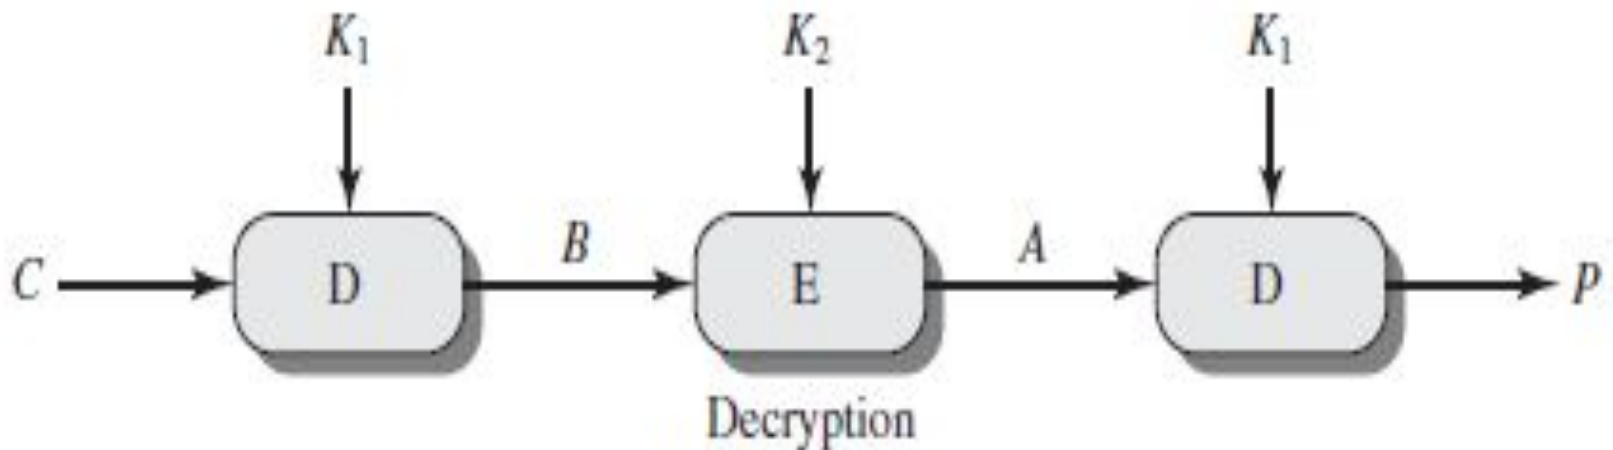 K₁ K₂ K₁
C D B E A D P
Decryption